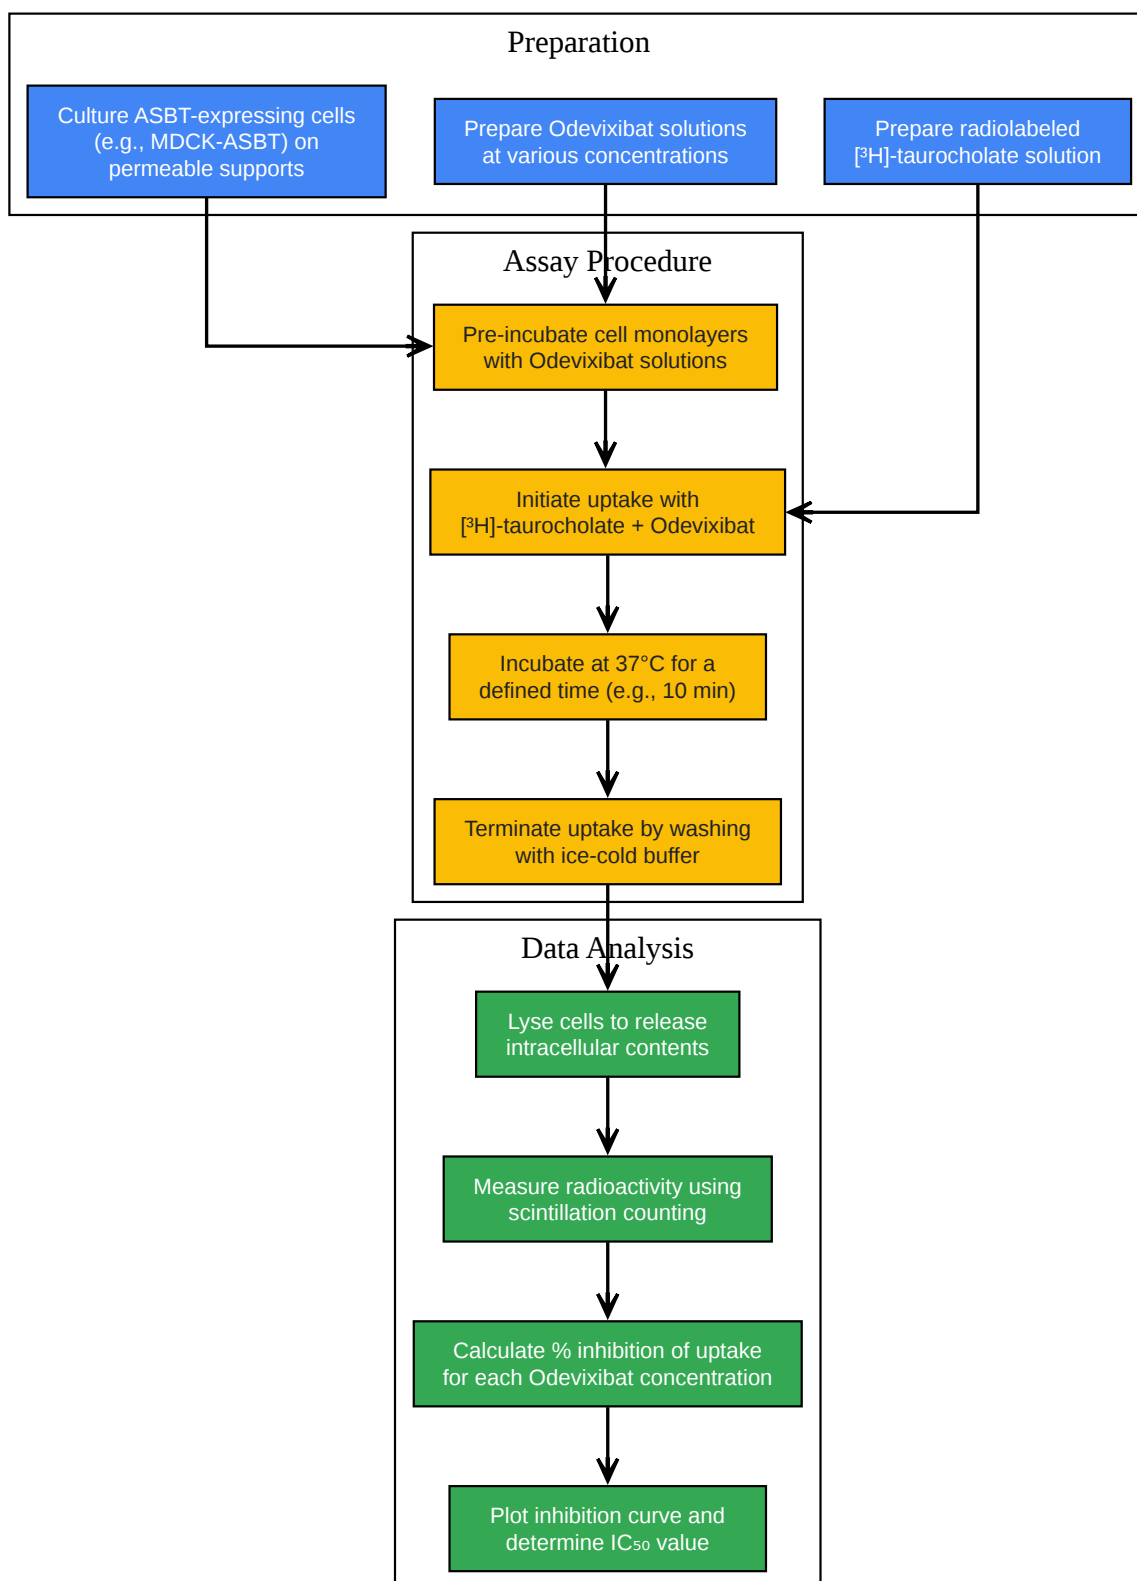 Preparation
Culture ASBT-expressing cells
(e.g., MDCK-ASBT) on
permeable supports
Prepare Odevixibat solutions
at various concentrations
Prepare radiolabeled
[³H]-taurocholate solution
Assay Procedure
Pre-incubate cell monolayers
with Odevixibat solutions
Initiate uptake with
[³H]-taurocholate + Odevixibat
Incubate at 37°C for a
defined time (e.g., 10 min)
Terminate uptake by washing
with ice-cold buffer
Data Analysis
Lyse cells to release
intracellular contents
Measure radioactivity using
scintillation counting
Calculate % inhibition of uptake
for each Odevixibat concentration
Plot inhibition curve and
determine IC₅₀ value